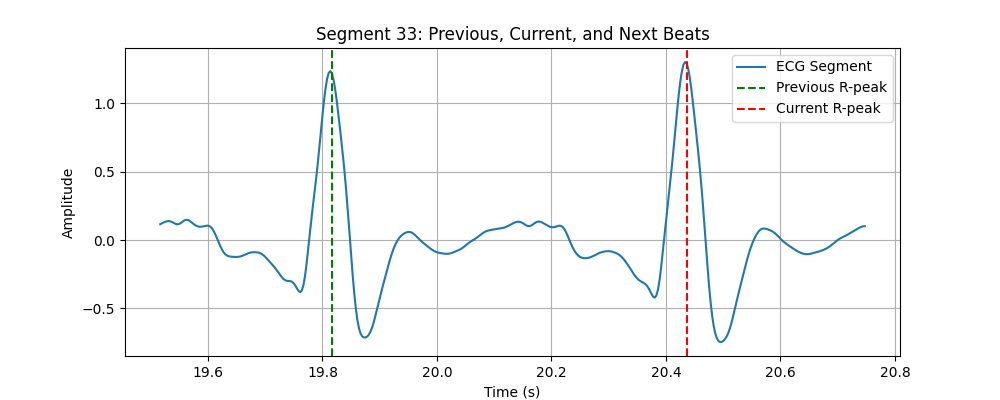 Segment 33: Previous, Current, and Next Beats
ECG Segment
Previous R-peak
Current R-peak
1.0
0.5
0.0
−0.5
Amplitude
19.6 19.8 20.0 20.2 20.4 20.6 20.8
Time (s)